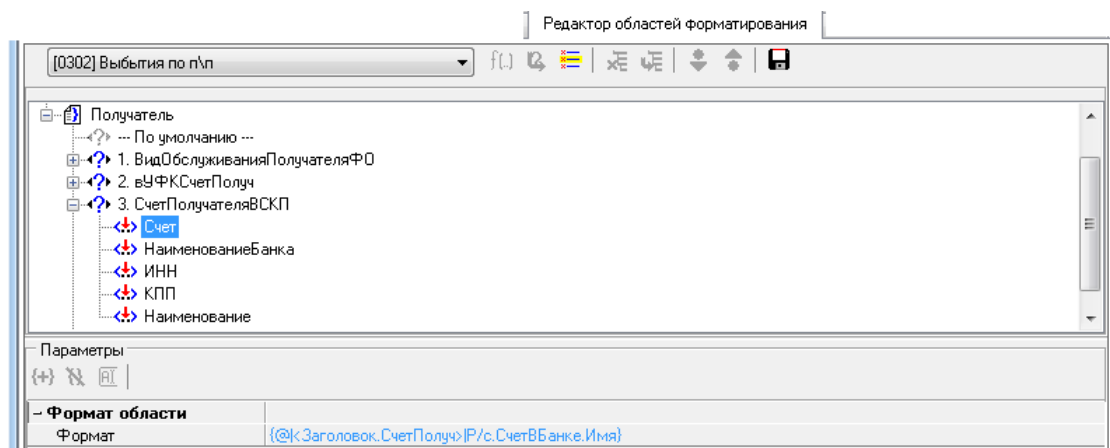 Редактор областей форматирования
[0302] Выбытия по п\п
f(..)
Получатель
--- По умолчанию ---
1. ВидОбслуживанияПолучателяФО
2. вУФКСчетПолуч
3. СчетПолучателяВСКП
Счет
НаименованиеБанка
ИНН
КПП
Наименование
Параметры
{+}
Формат области
Формат {@|<Заголовок.СчетПолуч>|Р/с.СчетВБанке.Имя}